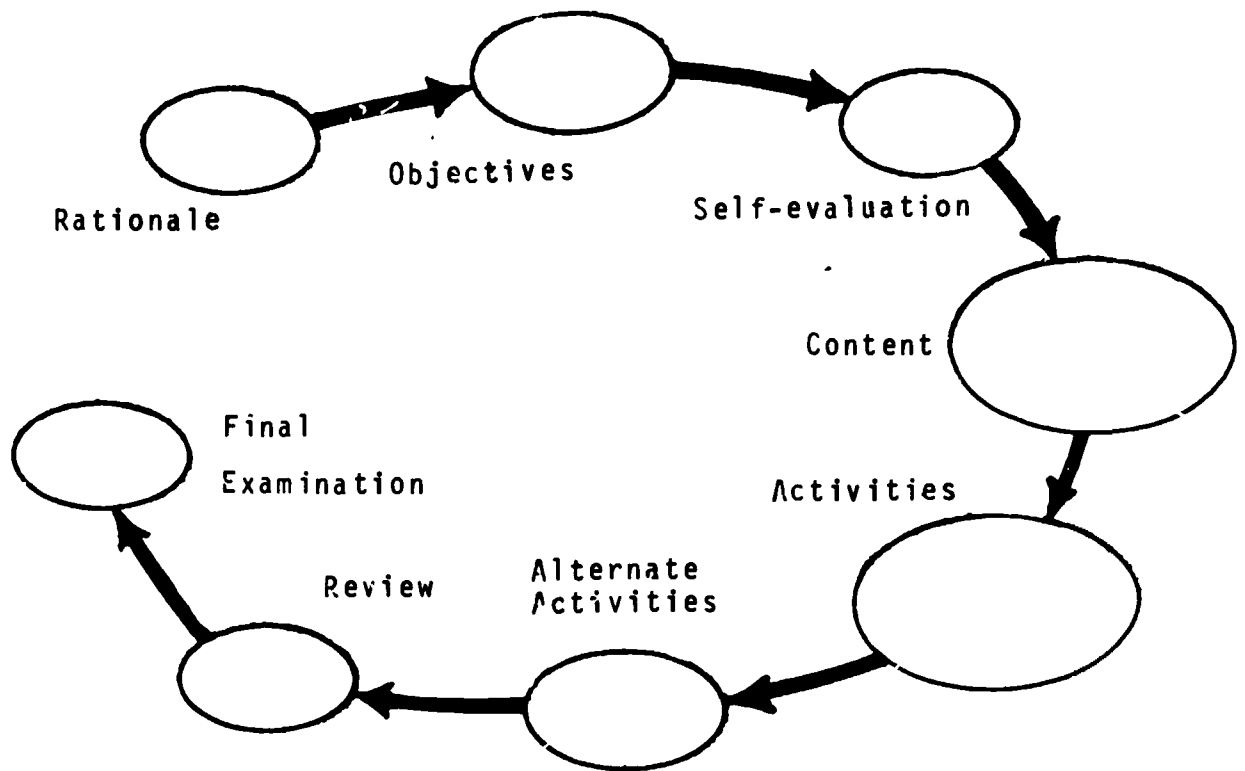 Rationale
Objectives
Self-evaluation
Content
Activities
Alternate
Activities
Review
Final
Examination